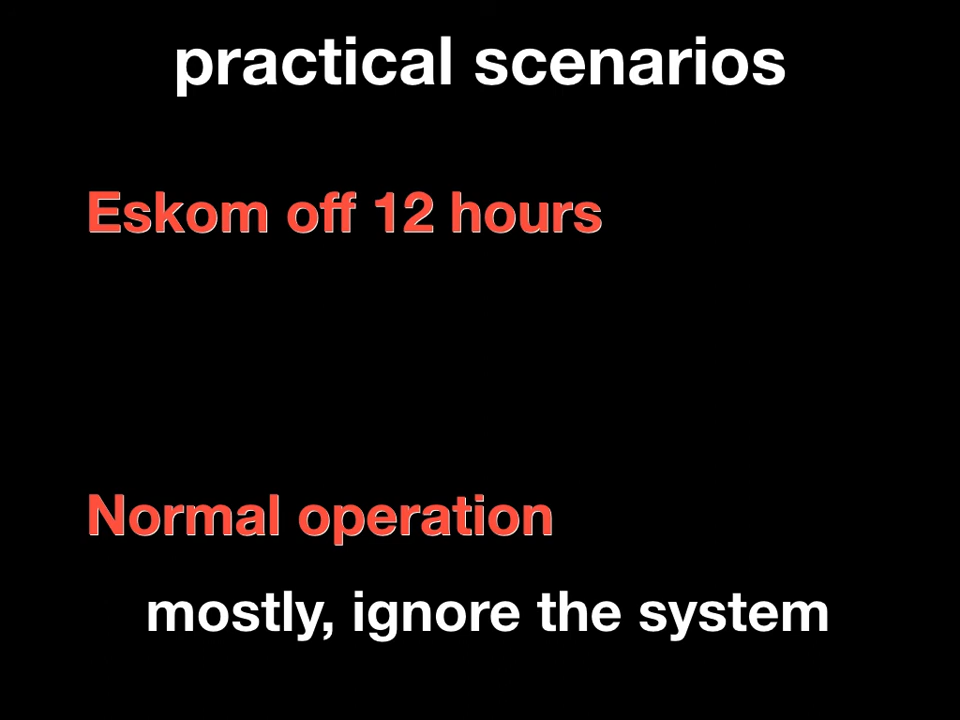 practical scenarios
Eskom off 12 hours
Normal operation
mostly, ignore the system